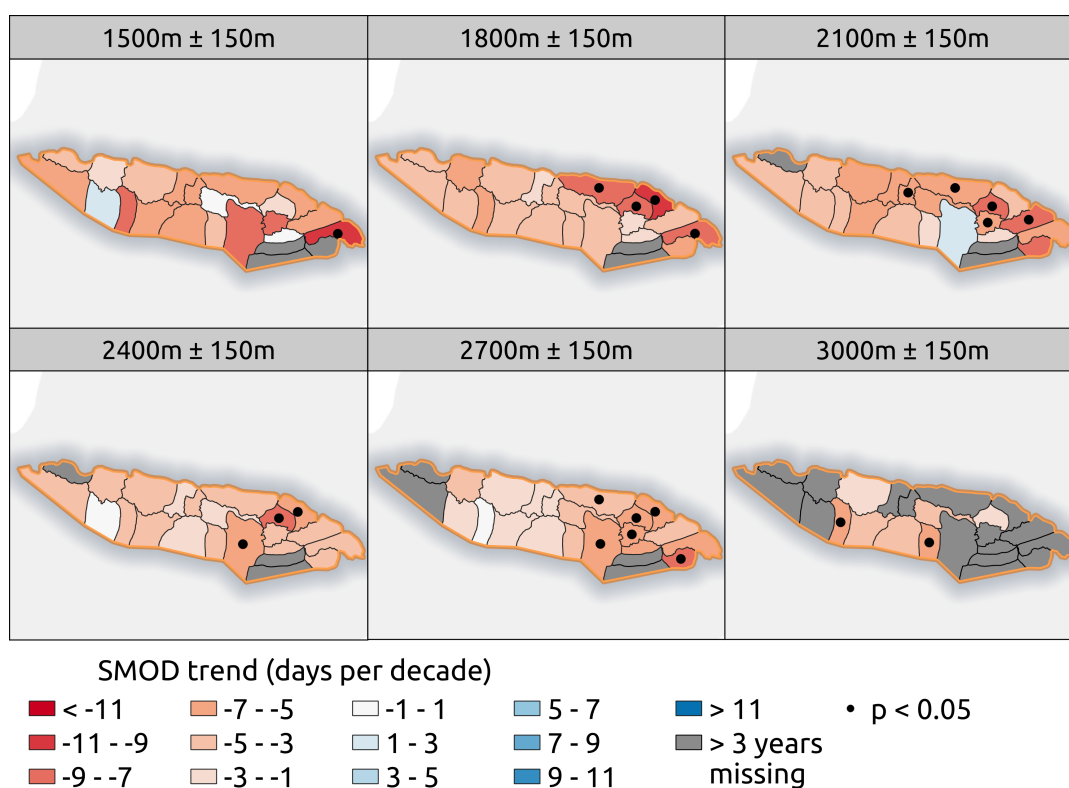 1500m ± 150m
1800m ± 150m
2100m ± 150m
2400m ± 150m
2700m ± 150m
3000m ± 150m
SMOD trend (days per decade)
< -11
-7 - -5
-1 - 1
5 - 7
> 11
p < 0.05
-11 - -9
-5 - -3
1 - 3
7 - 9
> 3 years
missing
-9 - -7
-3 - -1
3 - 5
9 - 11